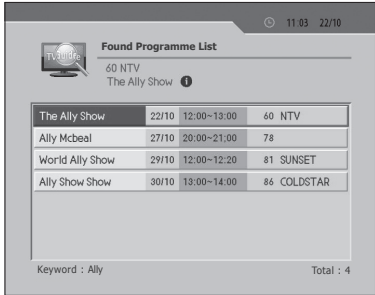 11:03 22/10
TVGuidre
Found Programme List
60 NTV
The Ally Show
The Ally Show 22/10 12:00~13:00 60 NTV
Ally Mcbeal 27/10 20:00~21;00 78
World Ally Show 29/10 12:00~12:20 81 SUNSET
Ally Show Show 30/10 13:00~14:00 86 COLDSTAR
Keyword : Ally Total : 4